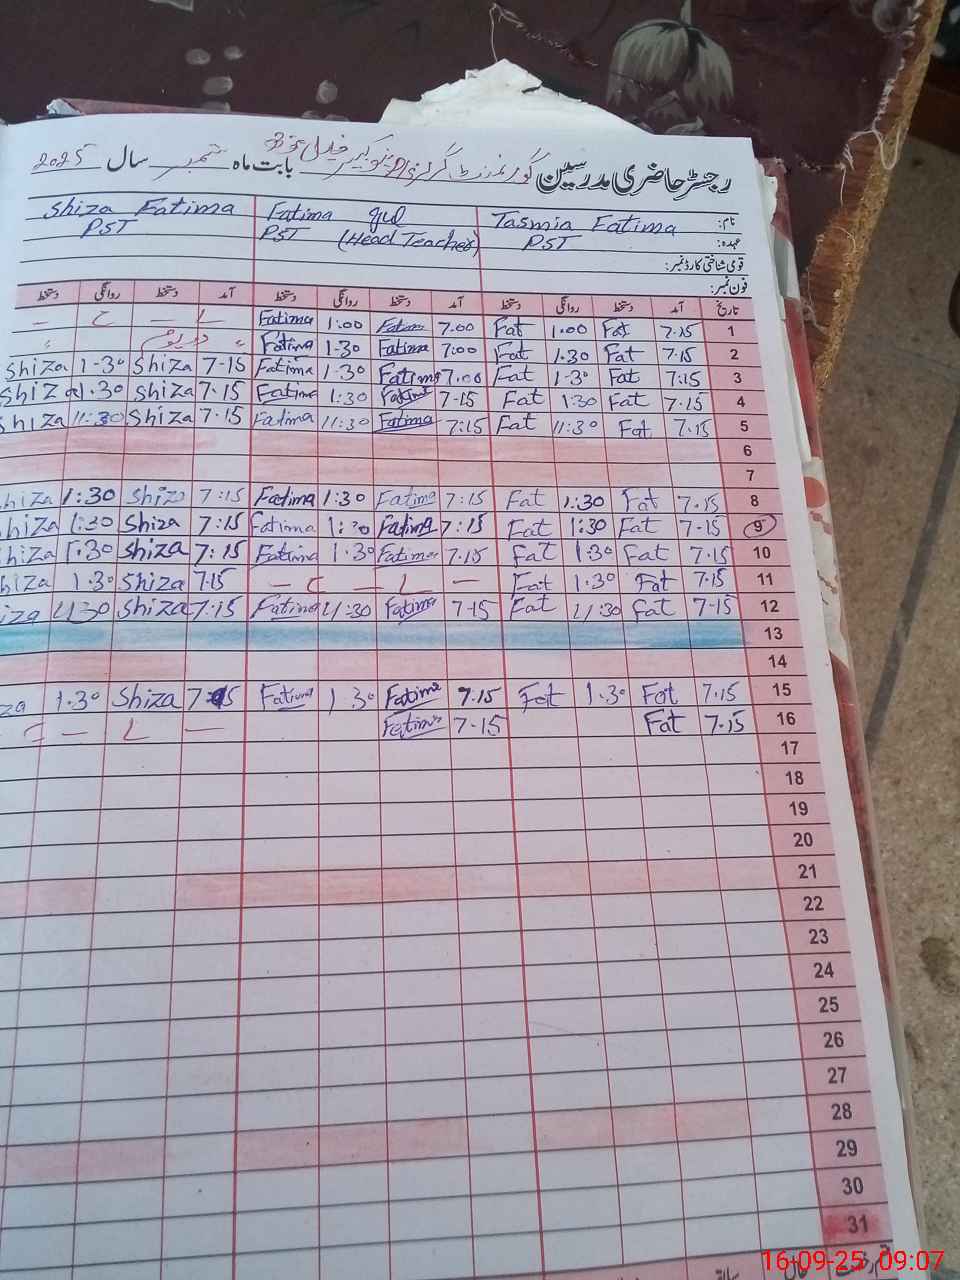 رجسٹر حاضری مدرسین گورنمنٹ گرلز بابت ماہ ستمبر سال 2025
نام: Tasmia Fatima Fatima gul Shiza Fatima
عہدہ: PST PST (Head Teacher) PST
قومی شناختی کارڈ نمبر:
فون نمبر:
تاریخ آمد دستخط روانگی دستخط آمد دستخط روانگی دستخط آمد دستخط روانگی دستخط
1 7.15 Fat 1.00 Fat 7.00 Fatima 1:00 Fatima
2 7.15 Fat 1.30 Fat 7:00 Fatima 1-30 Fatima
3 7:15 Fat 1-30 Fat 7.00 Fatima 1-30 Fatima 7-15 Shiza 1-30 Shiza
4 7.15 Fat 1:30 Fat 7-15 Fatima 1:30 Fatima 7.15 Shiza 1.30 Shiza
5 7.15 Fat 11:30 Fat 7:15 Fatima 11:30 Fatima 7.15 Shiza 11:30 Shiza
6
7
8 7.15 Fat 1:30 Fat 7:15 Fatima 1:30 Fatima 7:15 Shiza 1:30 hiza
9 7-15 Fat 1:30 Fat 7:15 Fatima 1:30 Fatima 7:15 Shiza 1:30 hiza
10 7.15 Fat 1:30 Fat 7.15 Fatima 1.30 Fatima 7:15 Shiza 1:30 hiza
11 7.15 Fat 1:30 Fat — L — C — 7.15 Shiza 1.30 hiza
12 7-15 Fat 11:30 Fat 7-15 Fatima 11:30 Fatima 7:15 Shiza 11:30 iza
13
14
15 7.15 Fat 1.30 Fat 7.15 Fatima 1.30 Fatima 7:15 Shiza 1.30 za
16 7.15 Fat 7-15 Fatima
17
18
19
20
21
22
23
24
25
26
27
28
29
30
31
16-09-25 09:07